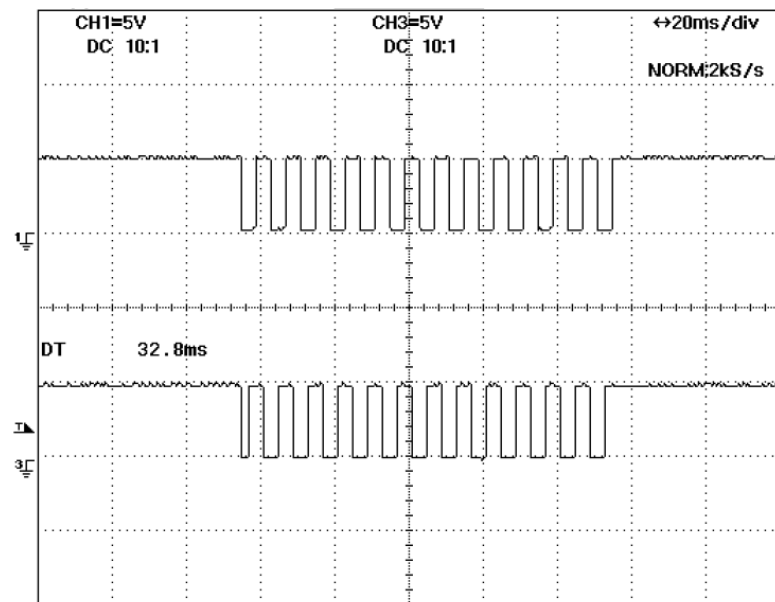 CH1=5V CH3=5V ↔20ms/div
DC 10:1 DC 10:1
NORM:2kS/s
1
DT 32.8ms
T
3